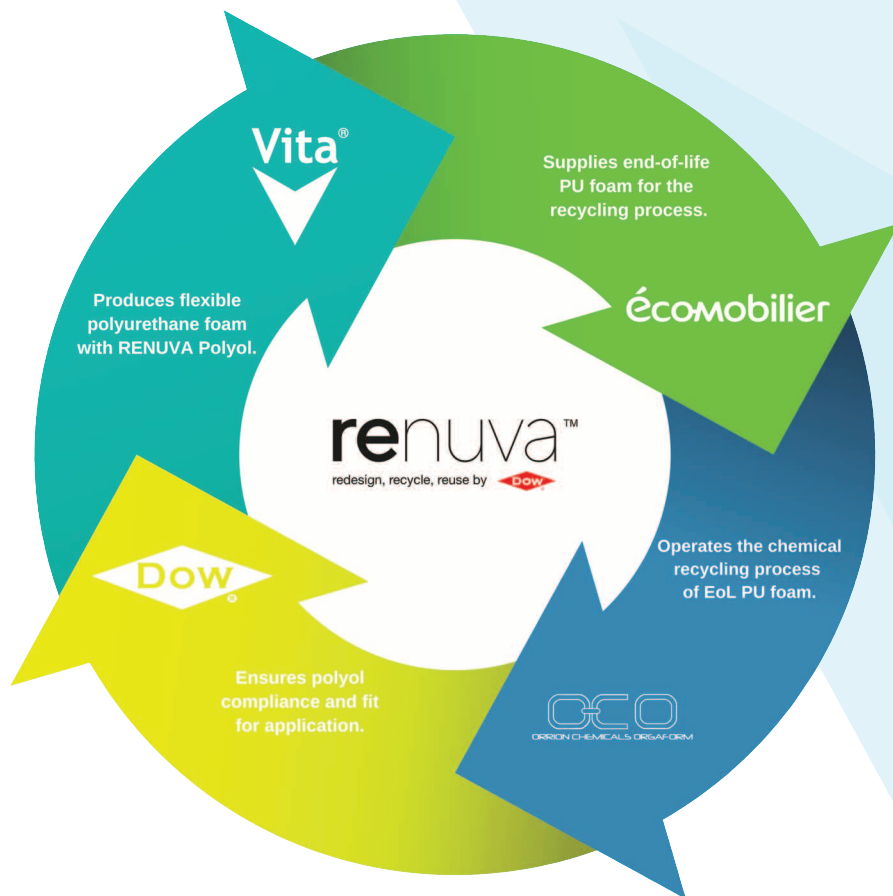 Vita®
Supplies end-of-life
PU foam for the
recycling process.
écomobilier
Produces flexible
polyurethane foam
with RENUVA Polyol.
renuva™
redesign, recycle, reuse by Dow
Operates the chemical
recycling process
of EoL PU foam.
Dow®
Ensures polyol
compliance and fit
for application.
OCO
ORRION CHEMICALS ORGAFORM